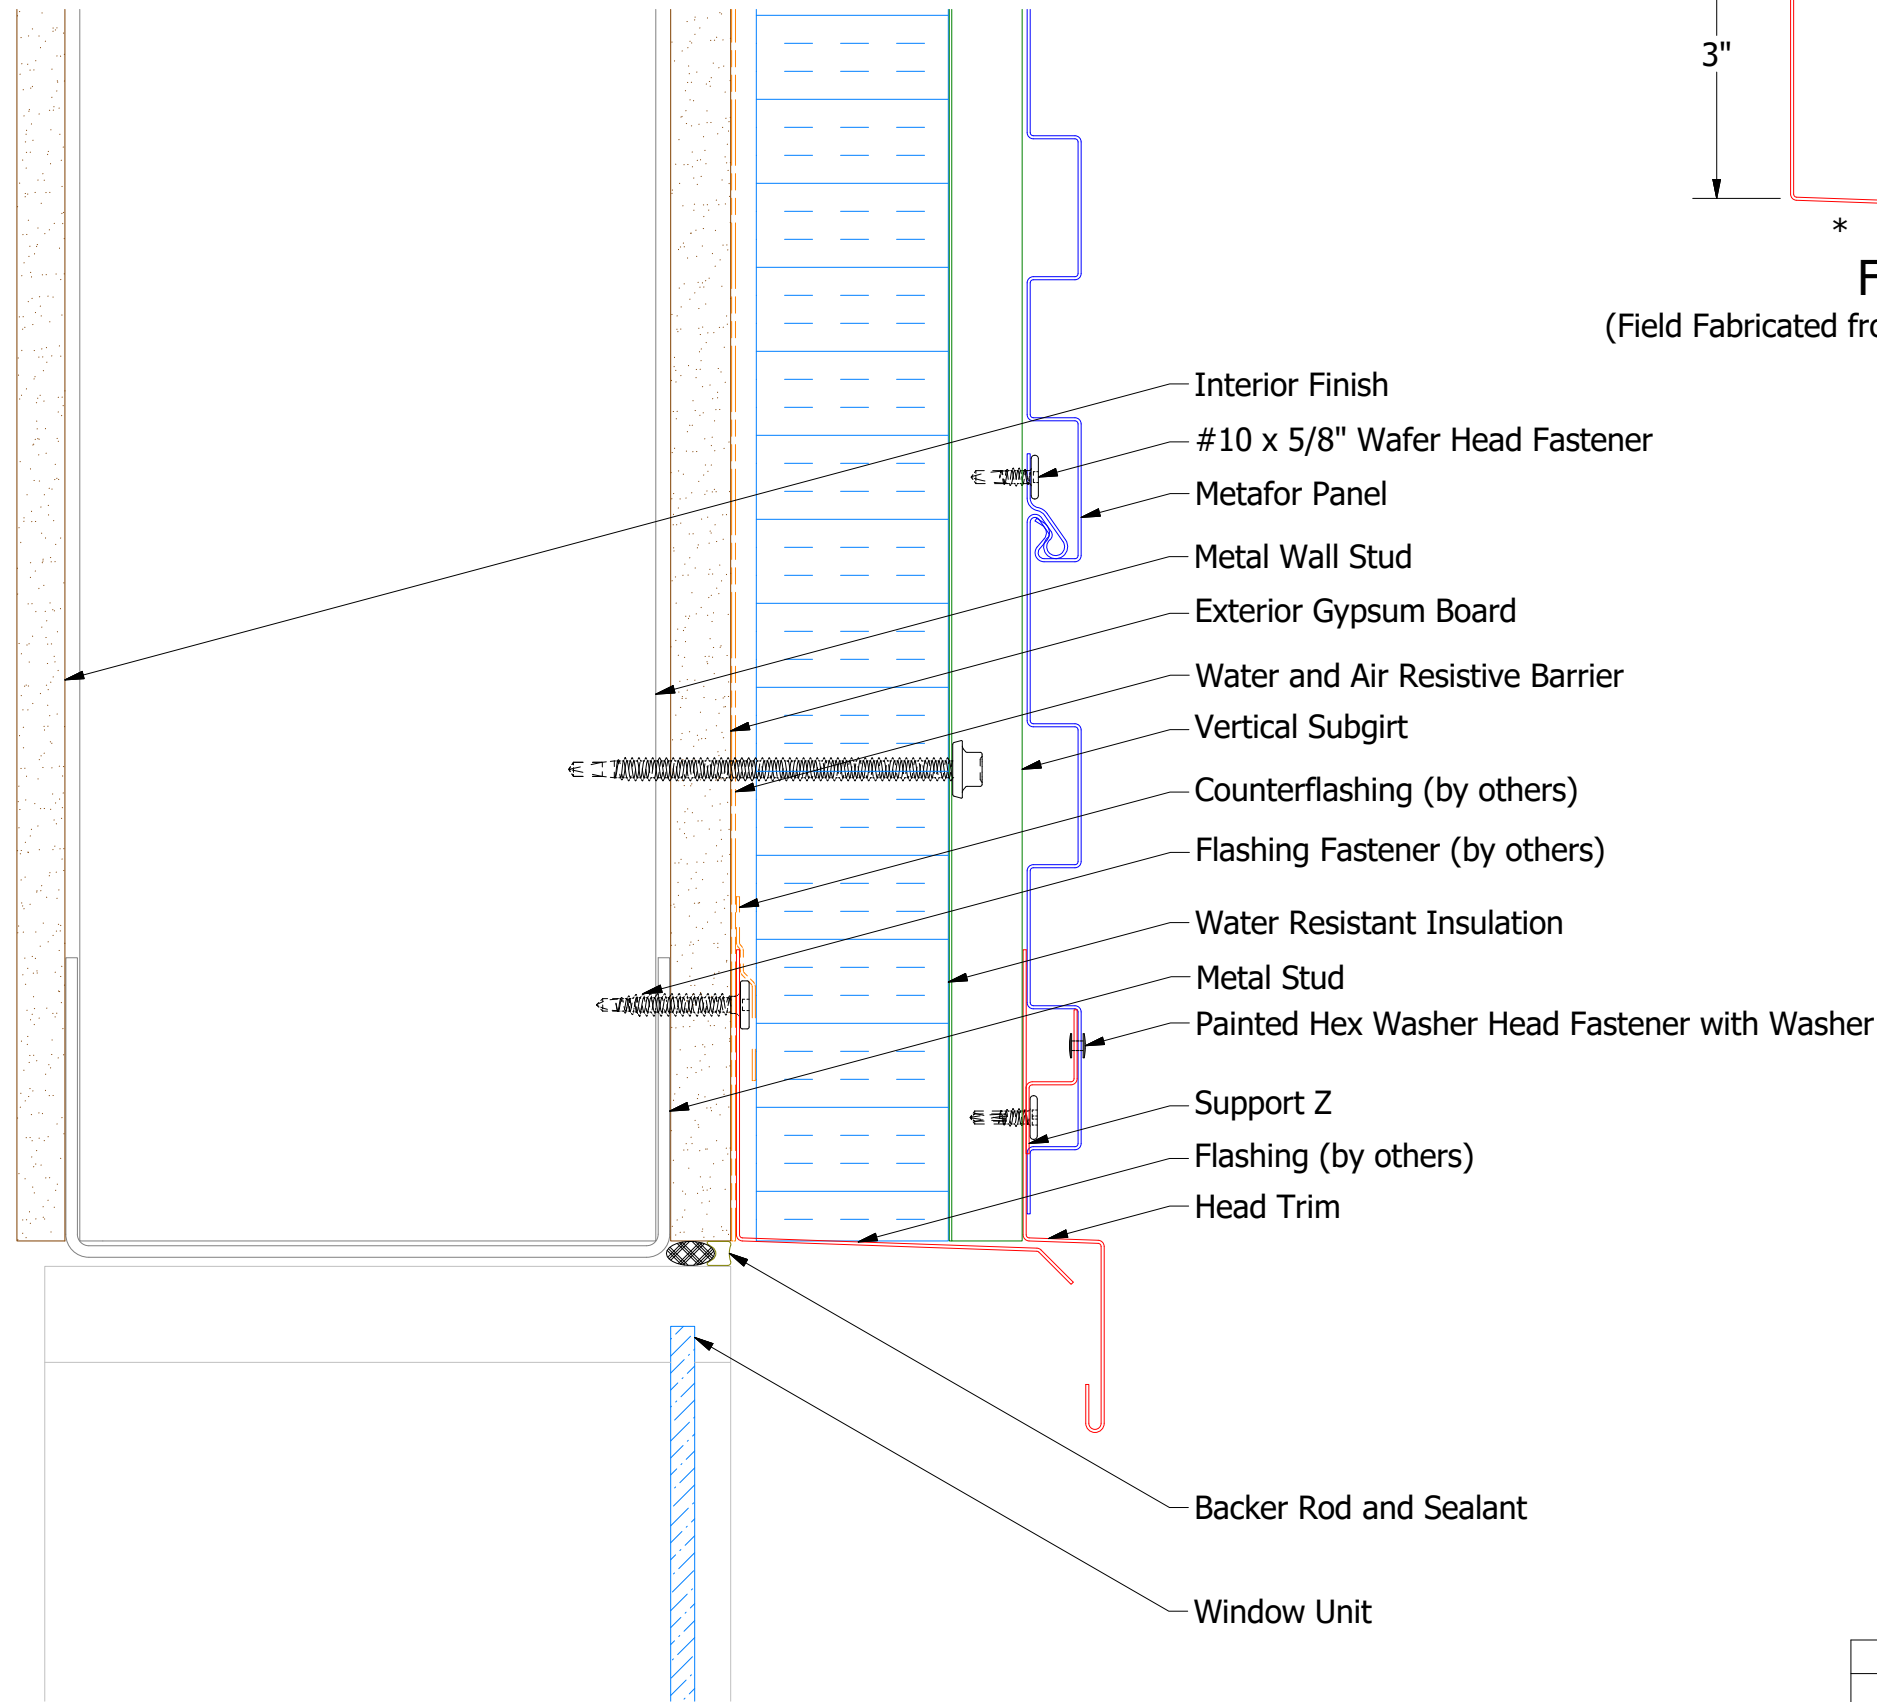 3"
*
F
(Field Fabricated
Interior Finish
#10 x 5/8" Wafer Head Fastener
Metafor Panel
Metal Wall Stud
Exterior Gypsum Board
Water and Air Resistive Barrier
Vertical Subgirt
Counterflashing (by others)
Flashing Fastener (by others)
Water Resistant Insulation
Metal Stud
Painted Hex Washer Head Fastener with Washer
Support Z
Flashing (by others)
Head Trim
Backer Rod and Sealant
Window Unit